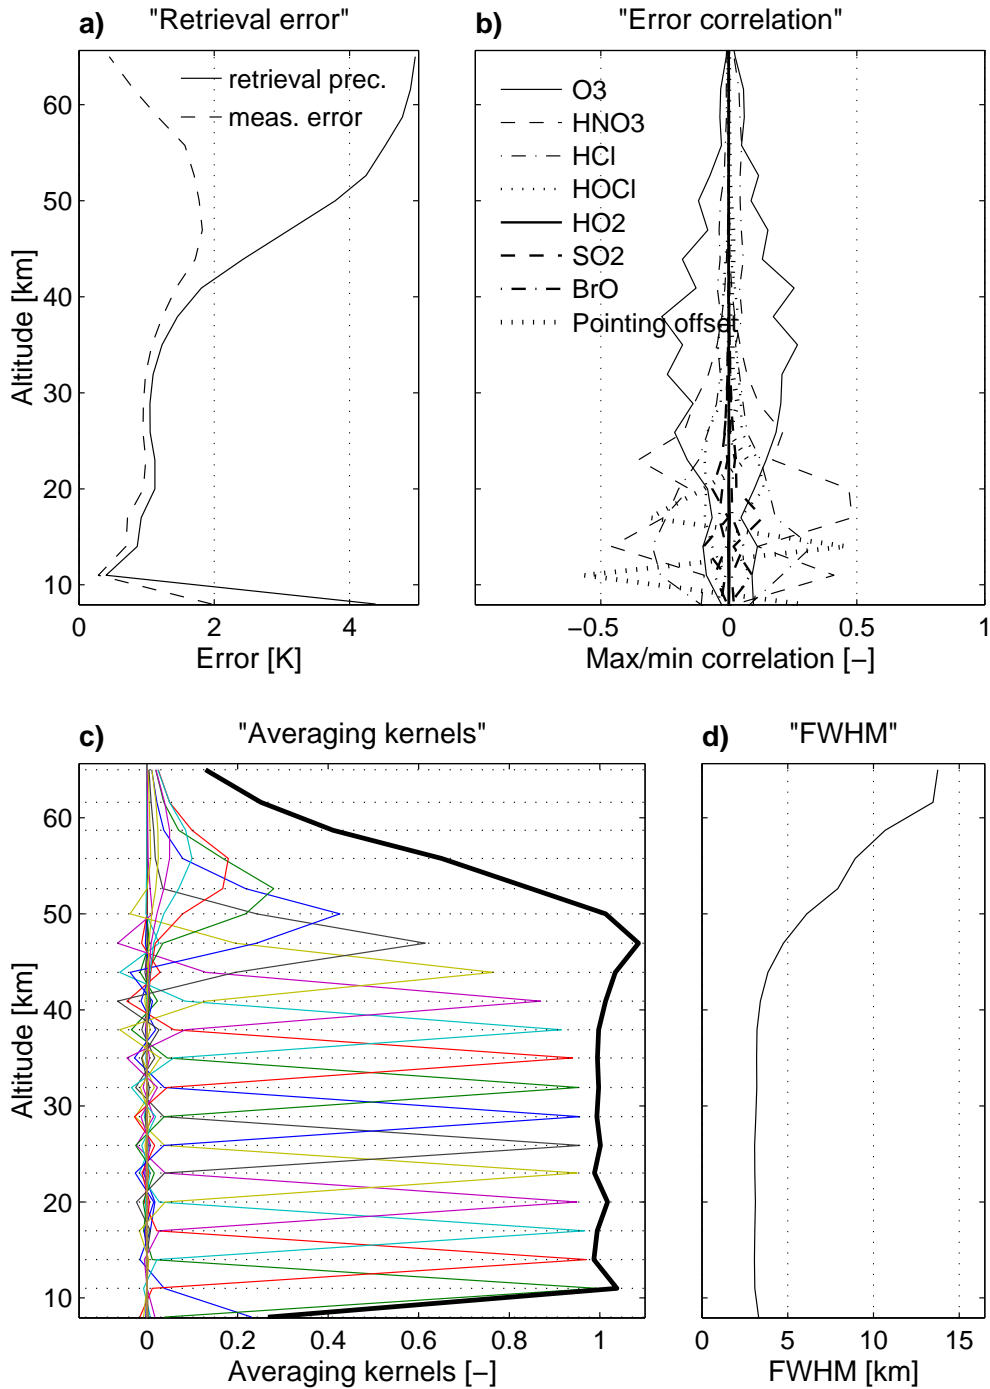 a) "Retrieval error"
retrieval prec.
meas. error
60
50
40
30
20
10
Altitude [km]
0 2 4
Error [K]
b) "Error correlation"
O3
HNO3
HCl
HOCl
HO2
SO2
BrO
Pointing offset
−0.5 0 0.5 1
Max/min correlation [−]
c) "Averaging kernels"
60
50
40
30
20
10
Altitude [km]
0 0.2 0.4 0.6 0.8 1
Averaging kernels [−]
d) "FWHM"
0 5 10 15
FWHM [km]